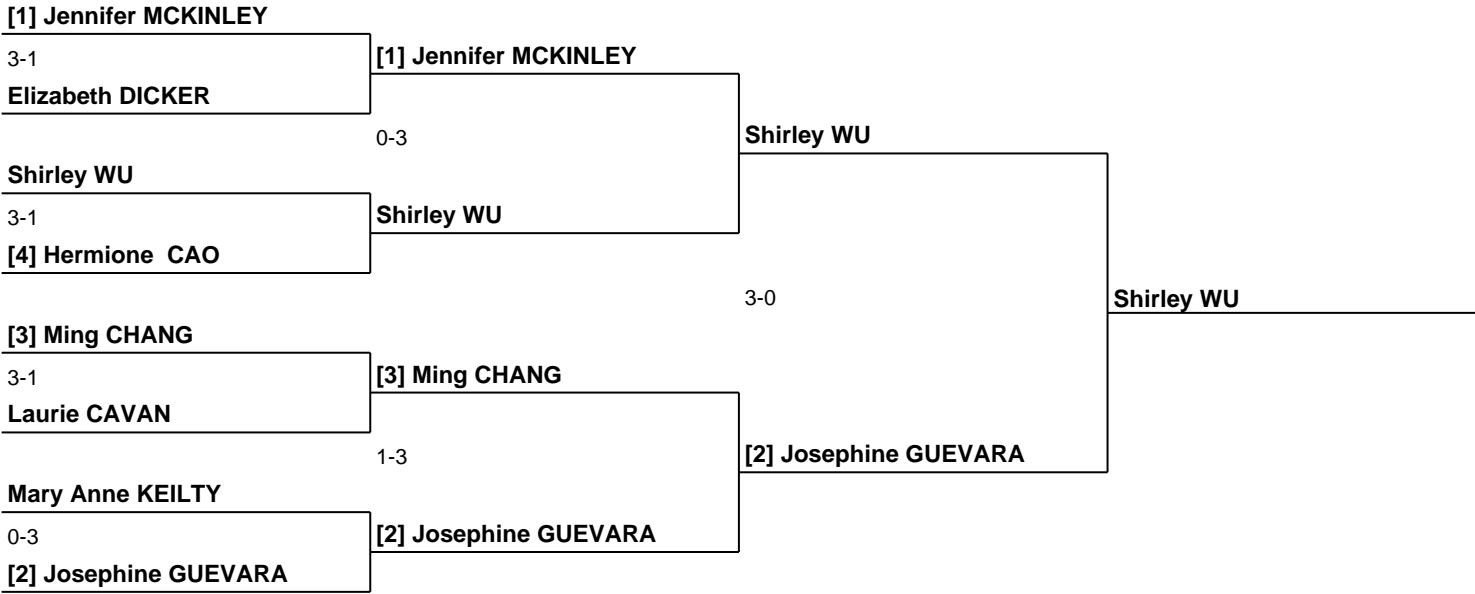 [1] Jennifer MCKINLEY
3-1
[1] Jennifer MCKINLEY
Elizabeth DICKER
0-3
Shirley WU
Shirley WU
3-1
Shirley WU
[4] Hermione  CAO
3-0
Shirley WU
[3] Ming CHANG
3-1
[3] Ming CHANG
Laurie CAVAN
1-3
[2] Josephine GUEVARA
Mary Anne KEILTY
0-3
[2] Josephine GUEVARA
[2] Josephine GUEVARA